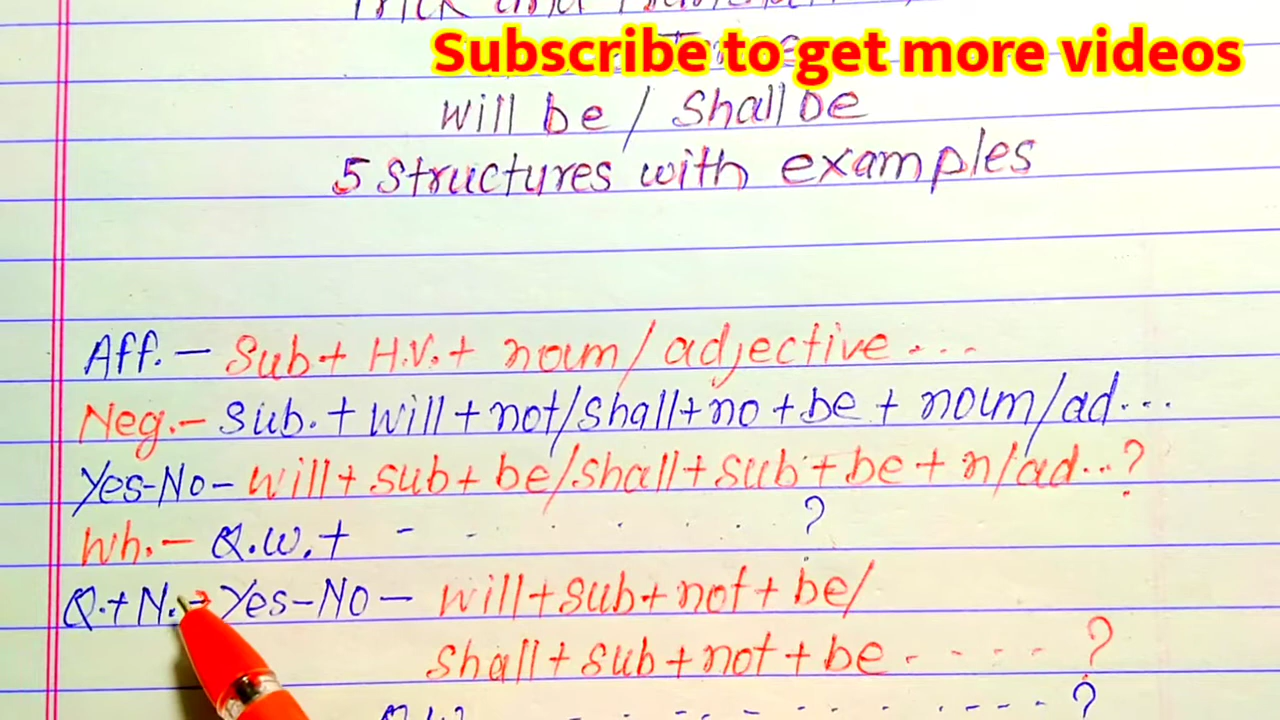 Trick and
Subscribe to get more videos
Will be / Shall be
5 Structures with examples
Aff. - Sub + H.V. + noun / adjective ...
Neg. - Sub. + will + not/shall + no + be + noun/ad...
Yes-No - will + sub + be/shall + sub + be + n/ad...?
Wh. - Q.W. + - - . . . . . ?
Q. + N. → Yes-No - will + sub + not + be/
shall + sub + not + be - - - - ?
Q.W. - - - - - - - - ?